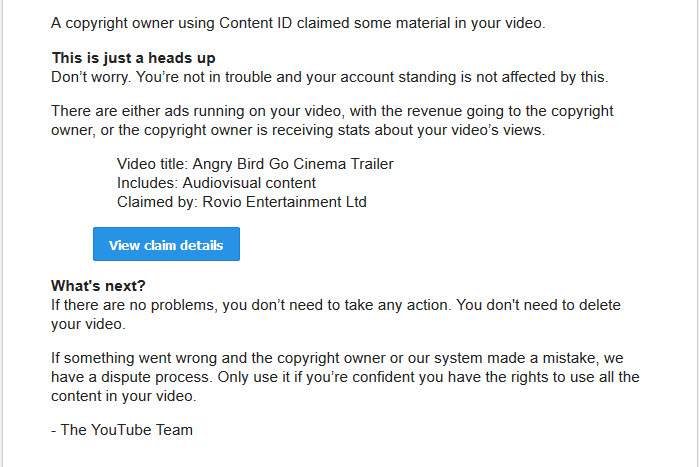 A copyright owner using Content ID claimed some material in your video.
This is just a heads up
Don’t worry. You’re not in trouble and your account standing is not affected by this.
There are either ads running on your video, with the revenue going to the copyright
owner, or the copyright owner is receiving stats about your video’s views.
Video title: Angry Bird Go Cinema Trailer
Includes: Audiovisual content
Claimed by: Rovio Entertainment Ltd
View claim details
What's next?
If there are no problems, you don’t need to take any action. You don't need to delete
your video.
If something went wrong and the copyright owner or our system made a mistake, we
have a dispute process. Only use it if you’re confident you have the rights to use all the
content in your video.
- The YouTube Team